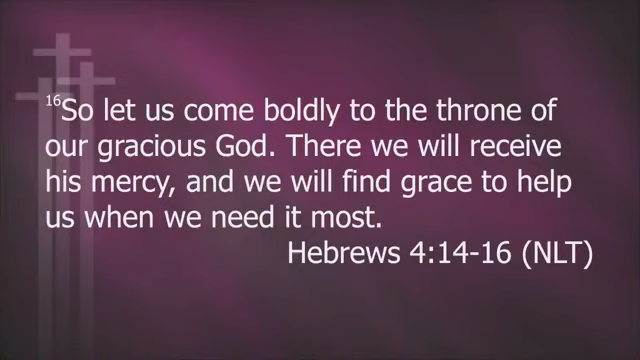 16So let us come boldly to the throne of
our gracious God. There we will receive
his mercy, and we will find grace to help
us when we need it most.
Hebrews 4:14-16 (NLT)